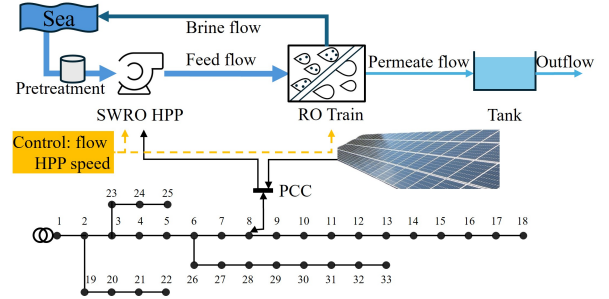 Sea
Brine flow
Feed flow
Permeate flow
Outflow
Pretreatment
SWRO HPP
RO Train
Tank
Control: flow
HPP speed
PCC
23 24 25
1 2 3 4 5 6 7 8 9 10 11 12 13 14 15 16 17 18
26 27 28 29 30 31 32 33
19 20 21 22